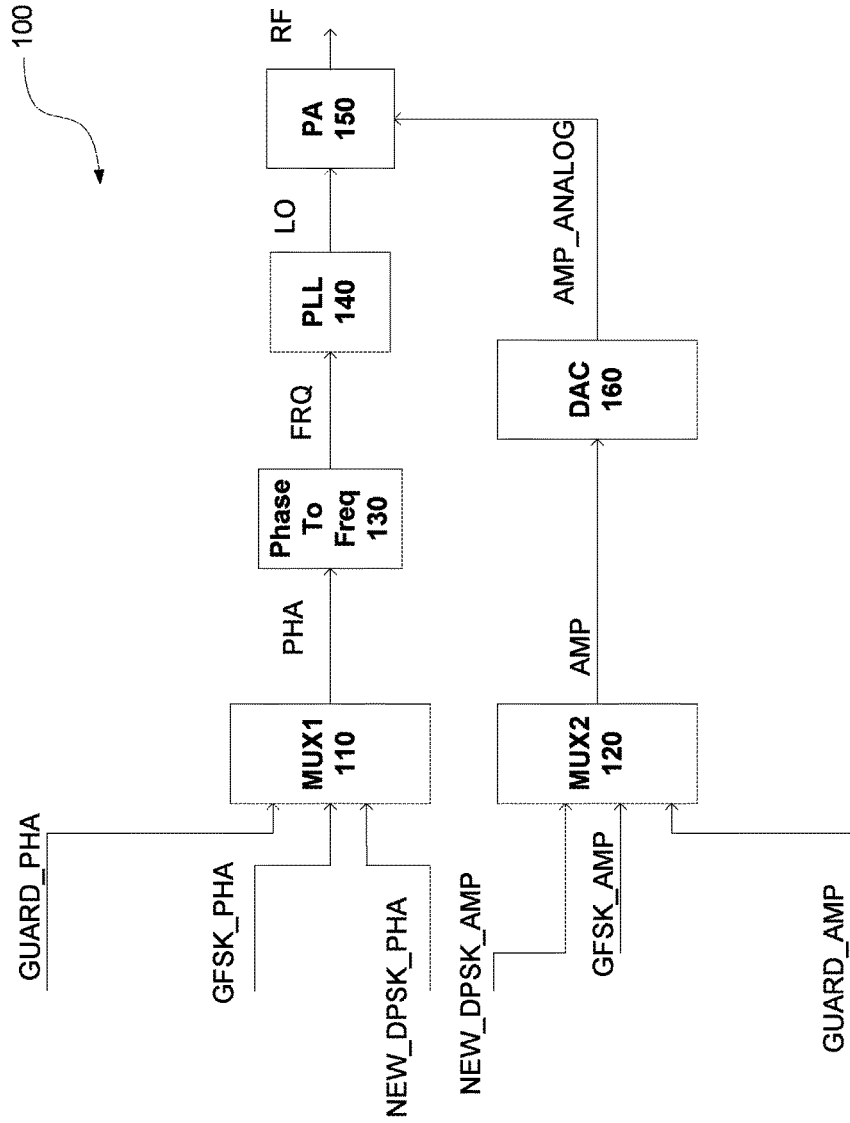 100
GUARD_PHA
GFSK_PHA
NEW_DPSK_PHA
MUX1
110
PHA
Phase
To
Freq
130
FRQ
PLL
140
LO
PA
150
RF
NEW_DPSK_AMP
GFSK_AMP
GUARD_AMP
MUX2
120
AMP
DAC
160
AMP_ANALOG